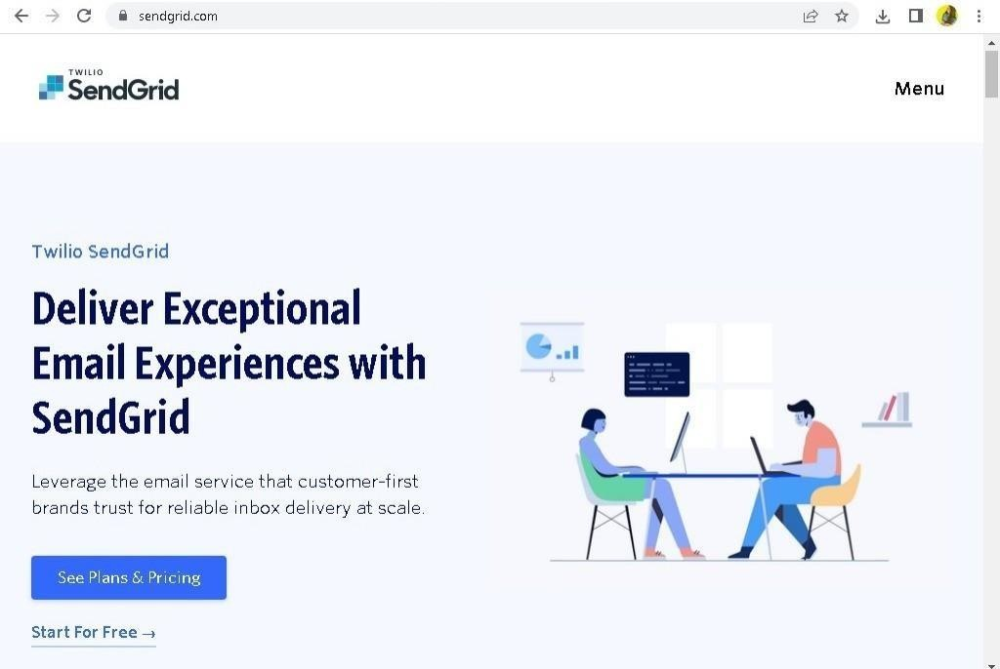 sendgrid.com
TWILIO
SendGrid
Menu
Twilio SendGrid
Deliver Exceptional
Email Experiences with
SendGrid
Leverage the email service that customer-first
brands trust for reliable inbox delivery at scale.
See Plans & Pricing
Start For Free →